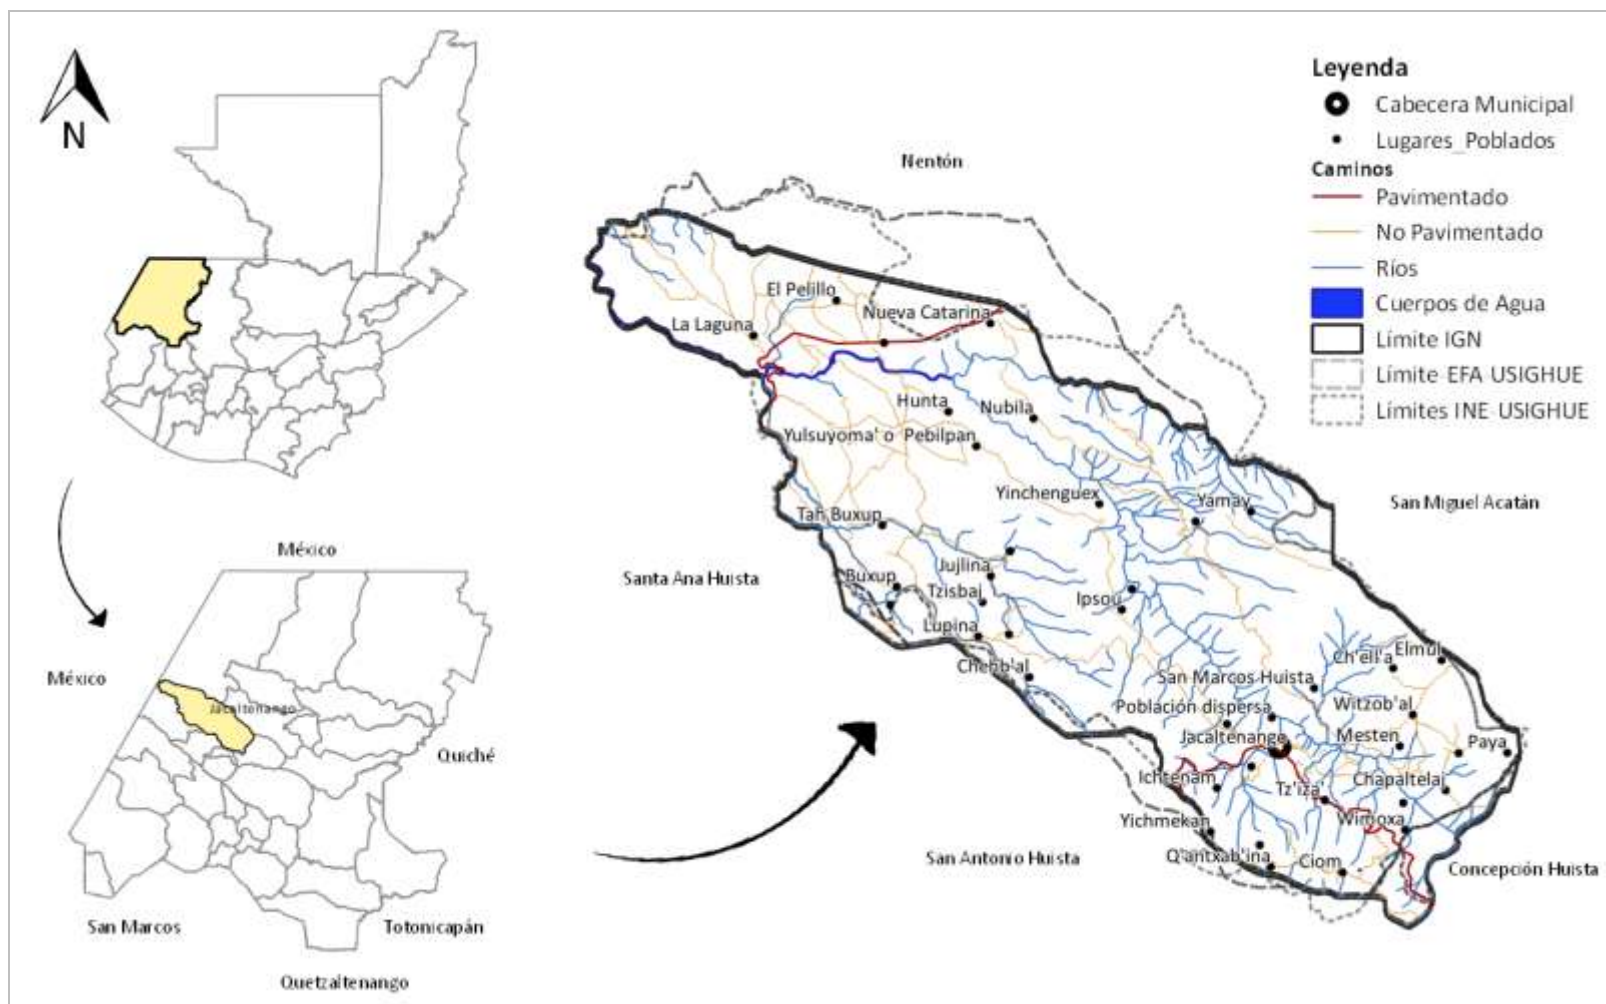 N
Leyenda
Cabecera Municipal
Lugares_Poblados
Caminos
Pavimentado
No Pavimentado
Ríos
Cuerpos de Agua
Límite IGN
Límite EFA USIGHUE
Límites INE USIGHUE
Nentón
El Pelillo
Nueva Catarina
La Laguna
Hunta
Nubila
Yulsuyoma' o Pebilpan
Yinchenguex
Yamay
San Miguel Acatán
Tah Buxup
Santa Ana Huista
Buxup
Jujlina
Tzisbaj
Ipsou
Lupina
Chehb'al
Ch'ell'a
Elmul
San Marcos Huista
Witzob'al
Población dispersa
Jacaltenango
Mesten
Paya
Ichtenam
Tz'iza'
Chapaltelaj
Yichmekan
Wimoxa
Q'antxab'ina
Ciom
San Antonio Huista
Concepción Huista
México
México
Jacaltenango
Quiché
San Marcos
Totonicapán
Quetzaltenango